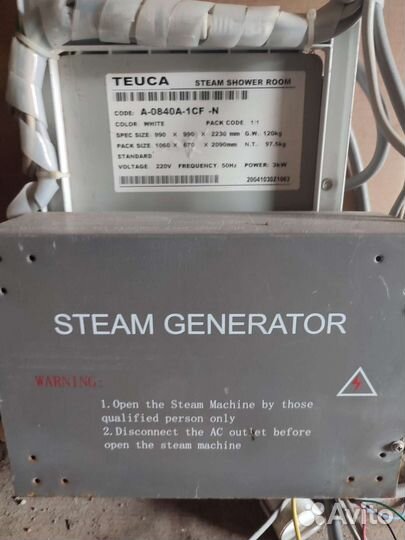 TEUCA STEAM SHOWER ROOM
CODE: A-0840A-1CF -N
COLOR: WHITE PACK CODE: 1/1
SPEC SIZE: 990 × 990 × 2230 mm G.W. 120kg
PACK SIZE: 1060 × 670 × 2090mm N.T. 97.5kg
STANDARD
VOLTAGE: 220V FREQUENCY: 50Hz POWER: 3kW
STEAM GENERATOR
WARNING:
1.Open the Steam Machine by those
qualified person only
2.Disconnect the AC outlet before
open the steam machine
Avito